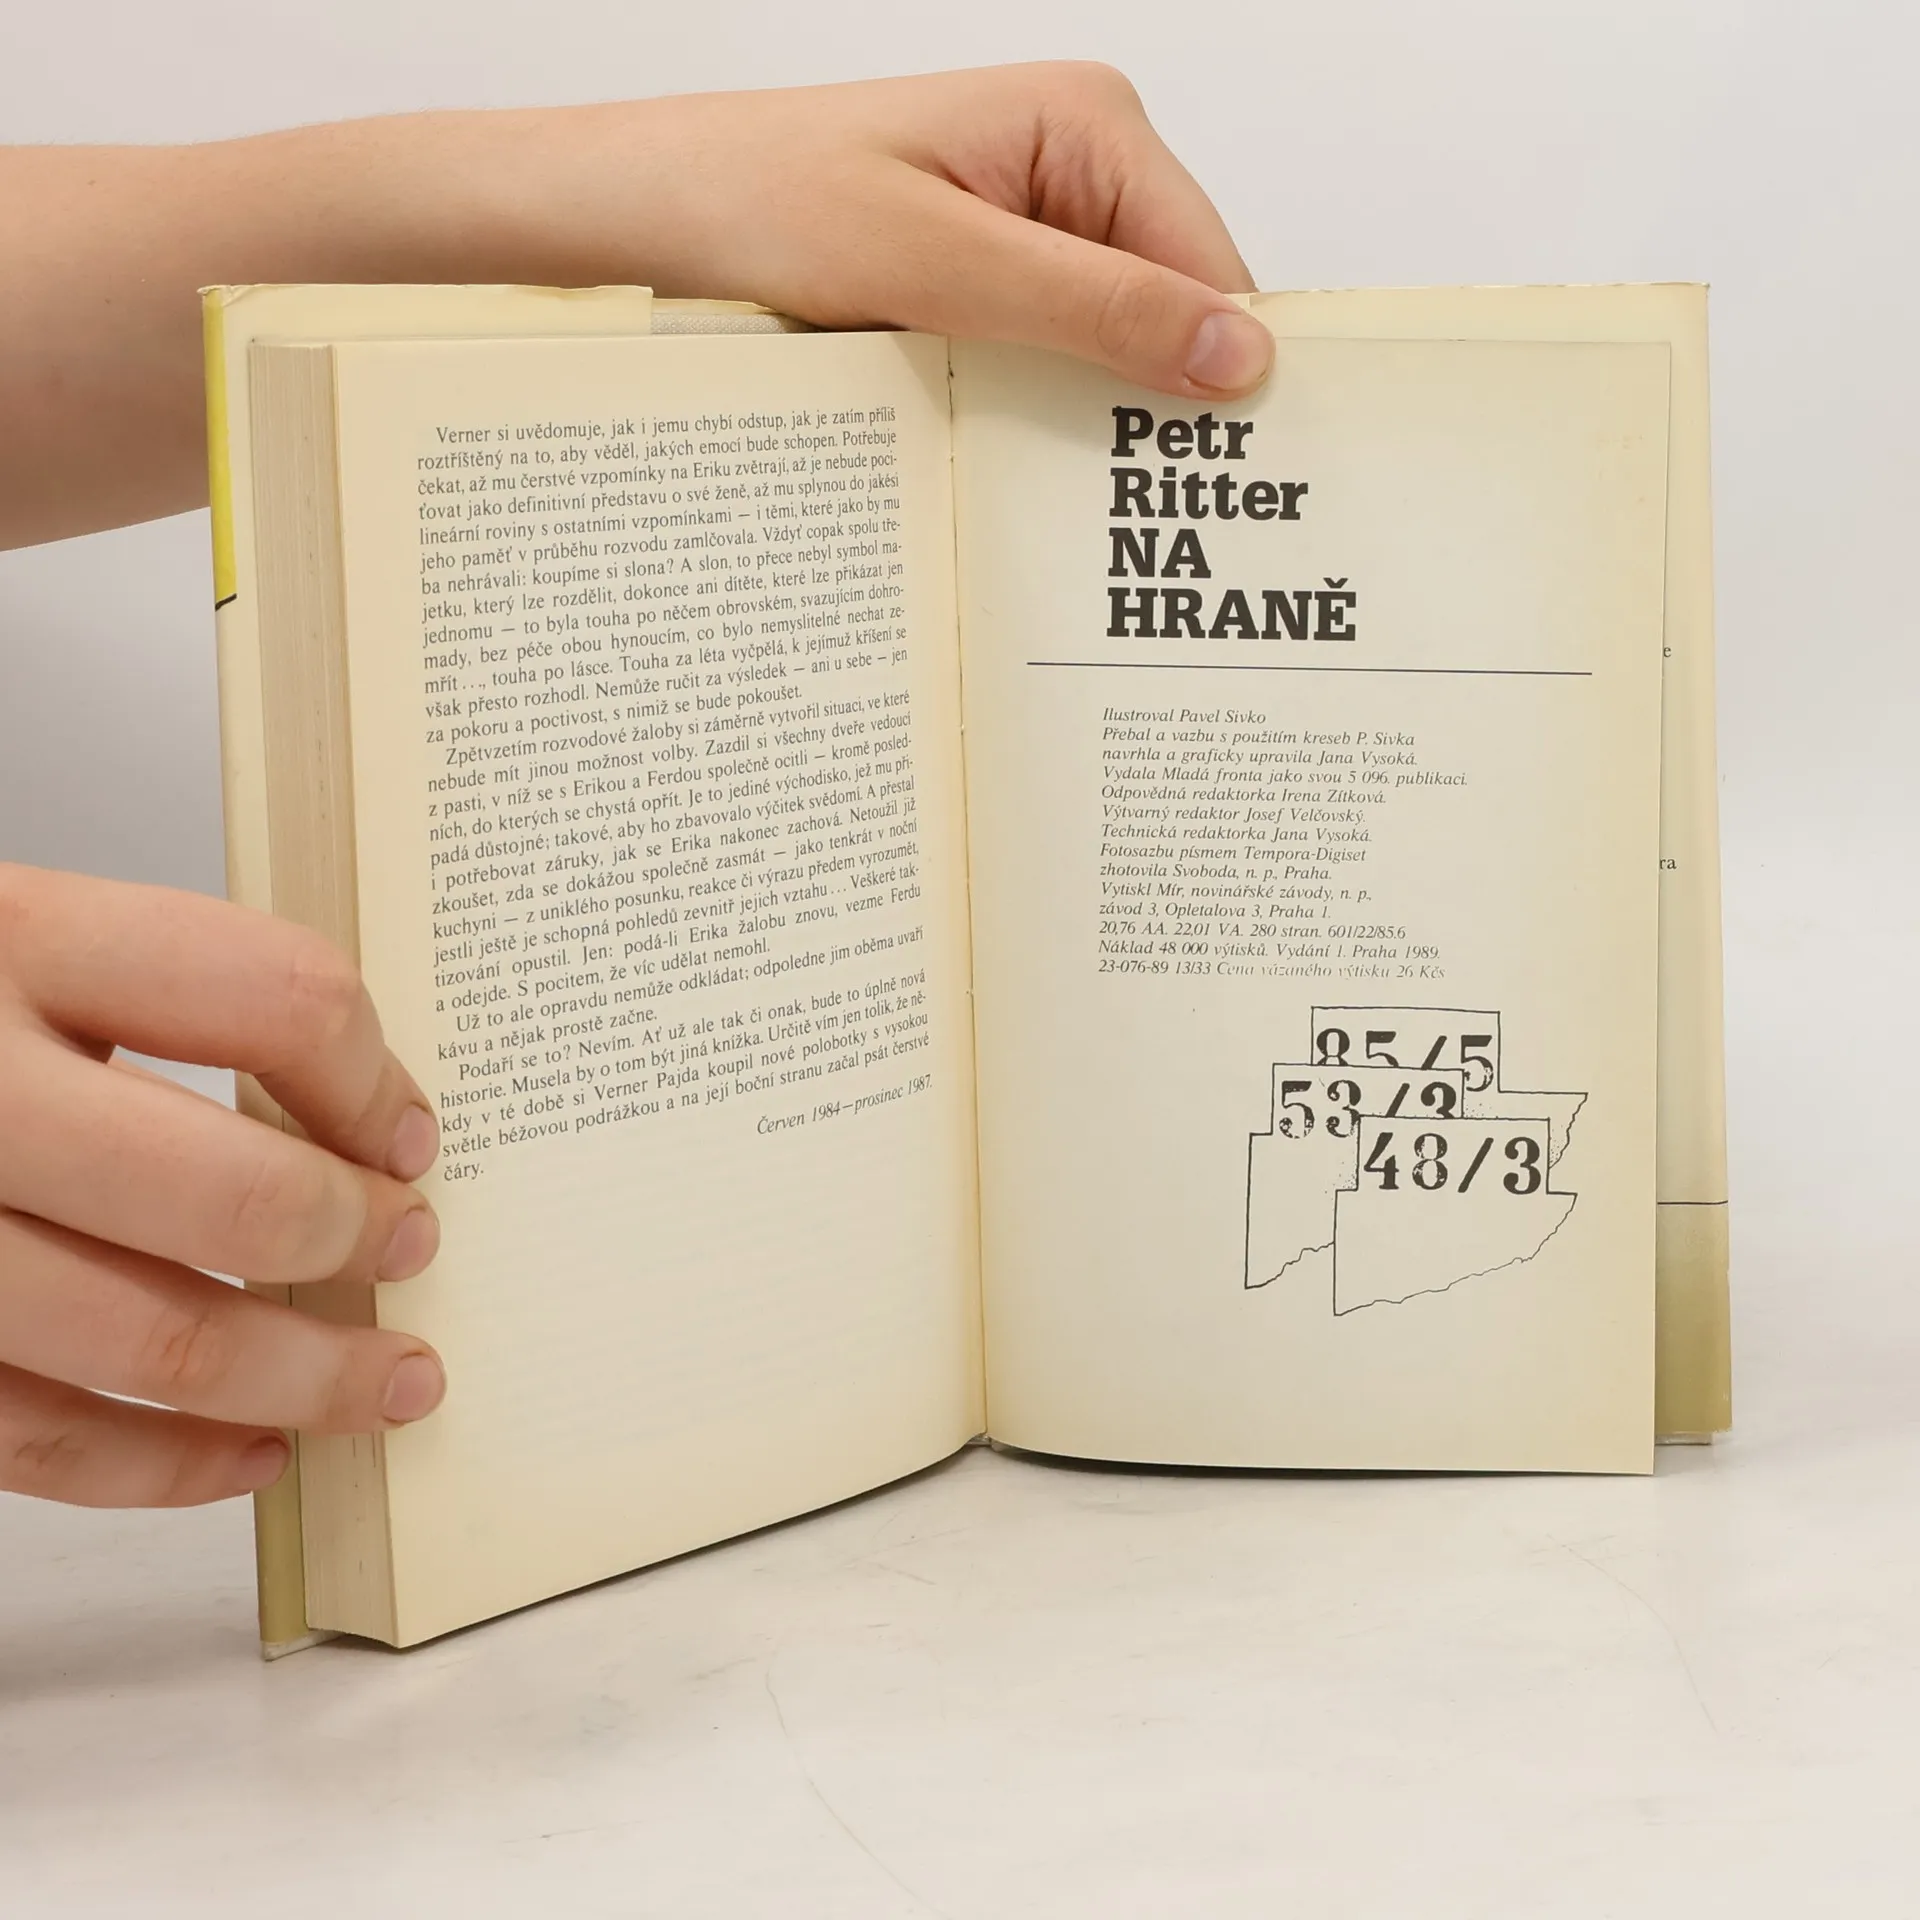 Verner si uvědomuje, jak i jemu chybí odstup, jak je zatím příliš
roztříštěný na to, aby věděl, jakých emocí bude schopen. Potřebuje
čekat, až mu čerstvé vzpomínky na Eriku zvětrají, až je nebude poci-
ťovat jako definitivní představu o své ženě, až mu splynou do jakési
lineární roviny s ostatními vzpomínkami — i těmi, které jako by mu
jeho paměť v průběhu rozvodu zamlčovala. Vždyť copak spolu tře-
ba nehrávali: koupíme si slona? A slon, to přece nebyl symbol ma-
jetku, který lze rozdělit, dokonce ani dítěte, které lze přikázat jen
jednomu — to byla touha po něčem obrovském, svazujícím dohro-
mady, bez péče obou hynoucím, co bylo nemyslitelné nechat ze-
mřít . . ., touha po lásce. Touha za léta vyčpělá, k jejímuž kříšení se
však přesto rozhodl. Nemůže ručit za výsledek — ani u sebe — jen
za pokoru a poctivost, s nimiž se bude pokoušet.
Zpětvzetím rozvodové žaloby si záměrně vytvořil situaci, ve které
nebude mít jinou možnost volby. Zazdil si všechny dveře vedoucí
z pasti, v níž se s Erikou a Ferdou společně ocitli — kromě posled-
ních, do kterých se chystá opřít. Je to jediné východisko, jež mu při-
padá důstojné; takové, aby ho zbavovalo výčitek svědomí. A přestal
i potřebovat záruky, jak se Erika nakonec zachová. Netoužil již
zkoušet, zda se dokážou společně zasmát — jako tenkrát v noční
kuchyni — z uniklého posunku, reakce či výrazu předem vyrozumět,
jestli ještě je schopná pohledů zevnitř jejich vztahu . . . Veškeré tak-
tizování opustil. Jen: podá-li Erika žalobu znovu, vezme Ferdu
a odejde. S pocitem, že víc udělat nemohl.
Už to ale opravdu nemůže odkládat; odpoledne jim oběma uvaří
kávu a nějak prostě začne.
Podaří se to? Nevím. Ať už ale tak či onak, bude to úplně nová
historie. Musela by o tom být jiná knížka. Určitě vím jen tolik, že ně-
kdy v té době si Verner Pajda koupil nové polobotky s vysokou
světle béžovou podrážkou a na její boční stranu začal psát čerstvé
čáry.
Červen 1984—prosinec 1987.
Petr
Ritter
NA
HRANĚ
Ilustroval Pavel Sivko
Přebal a vazbu s použitím kreseb P. Sivka
navrhla a graficky upravila Jana Vysoká.
Vydala Mladá fronta jako svou 5 096. publikaci.
Odpovědná redaktorka Irena Zítková.
Výtvarný redaktor Josef Velčovský.
Technická redaktorka Jana Vysoká.
Fotosazbu písmem Tempora-Digiset
zhotovila Svoboda, n. p., Praha.
Vytiskl Mír, novinářské závody, n. p.,
závod 3, Opletalova 3, Praha 1.
20,76 AA. 22,01 VA. 280 stran. 601/22/85.6
Náklad 48 000 výtisků. Vydání 1. Praha 1989.
23-076-89 13/33 Cena vázaného výtisku 26 Kčs
85/5
53/3
48/3
e
ra